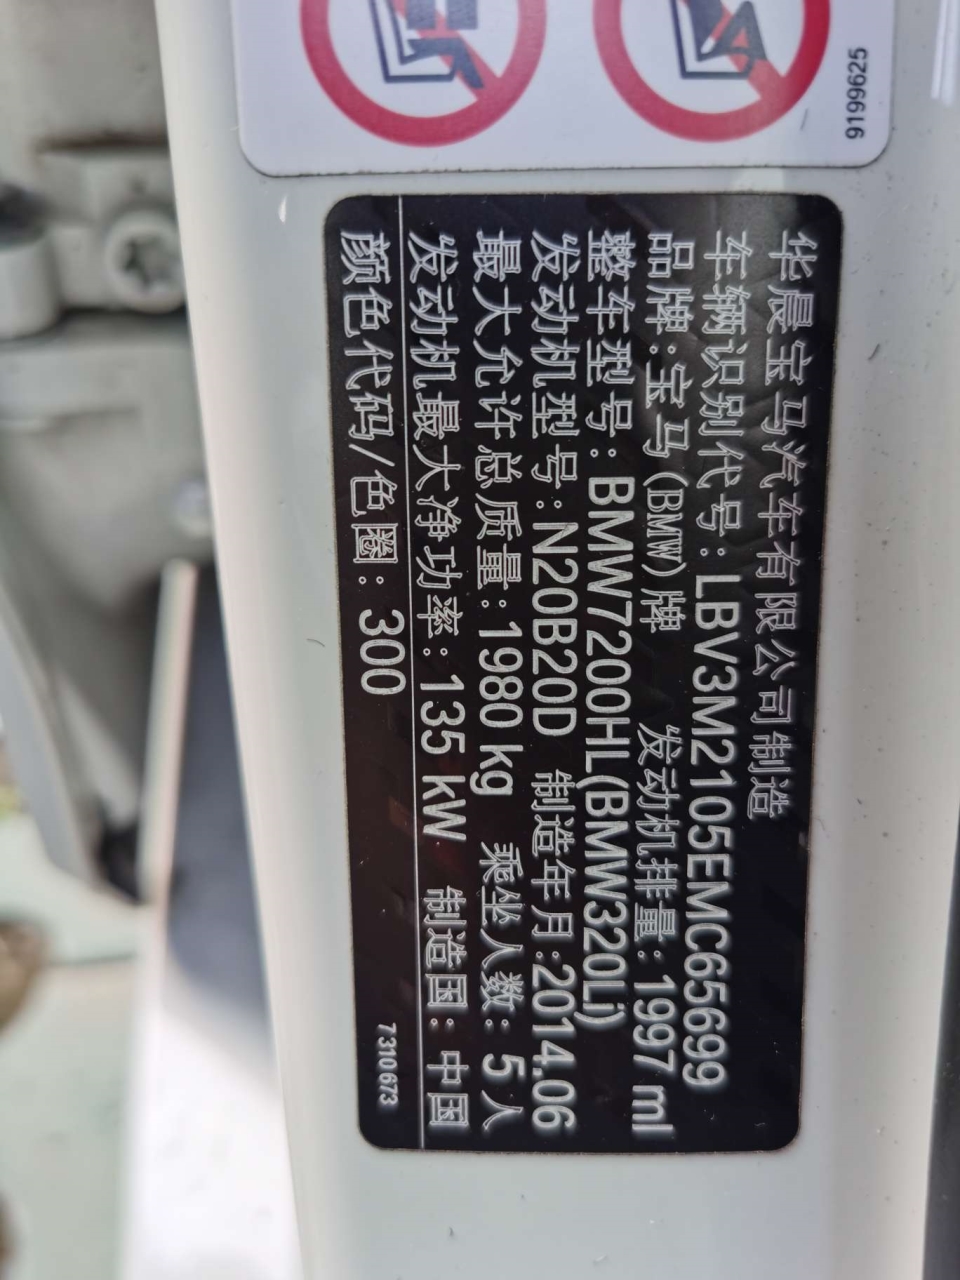 9199625
华晨宝马汽车有限公司制造
车辆识别代号:LBV3M2105EMC65699
品牌:宝马(BMW)牌 发动机排量:1997 ml
整车型号:BMW7200HL(BMW320Li)
发动机型号:N20B20D 制造年月:2014.06
最大允许总质量:1980 kg 乘坐人数:5人
发动机最大净功率:135 kW 制造国:中国
颜色代码/色圈:300
7310673